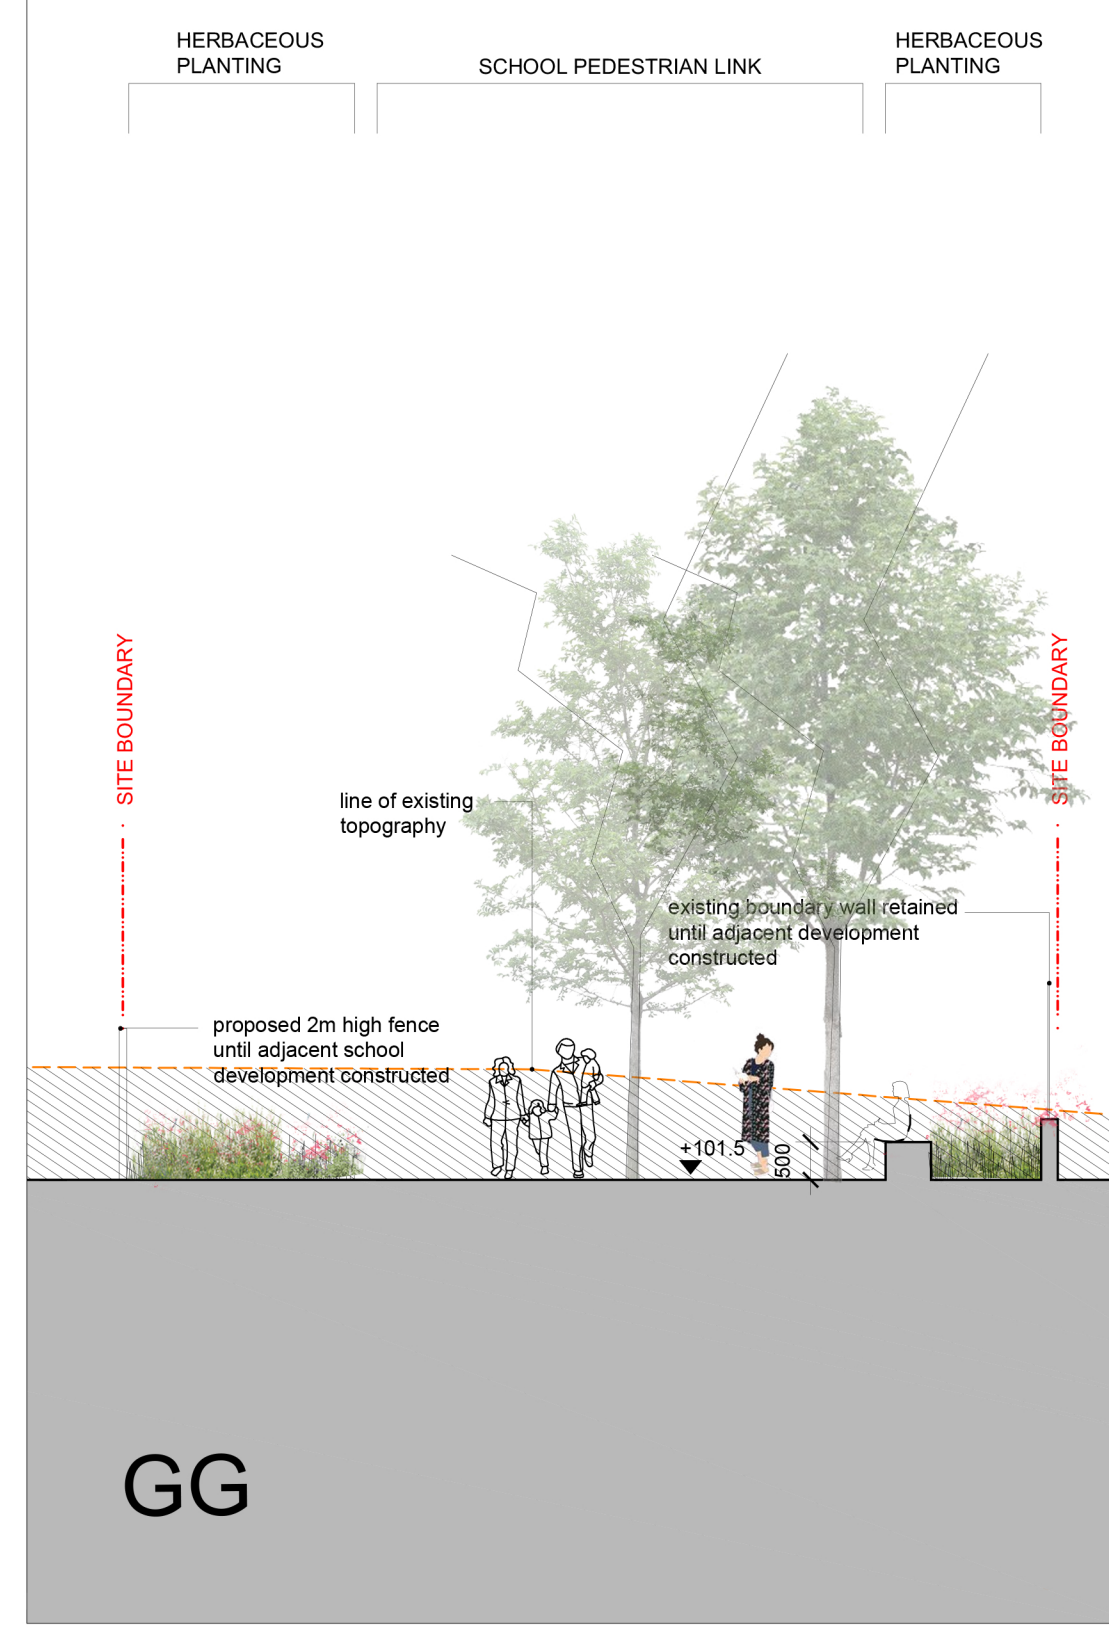 HERBACEOUS
PLANTING
SCHOOL PEDESTRIAN LINK
HERBACEOUS
PLANTING
SITE BOUNDARY
SITE BOUNDARY
line of existing
topography
existing boundary wall retained
until adjacent development
constructed
proposed 2m high fence
until adjacent school
development constructed
+101.5
500
GG